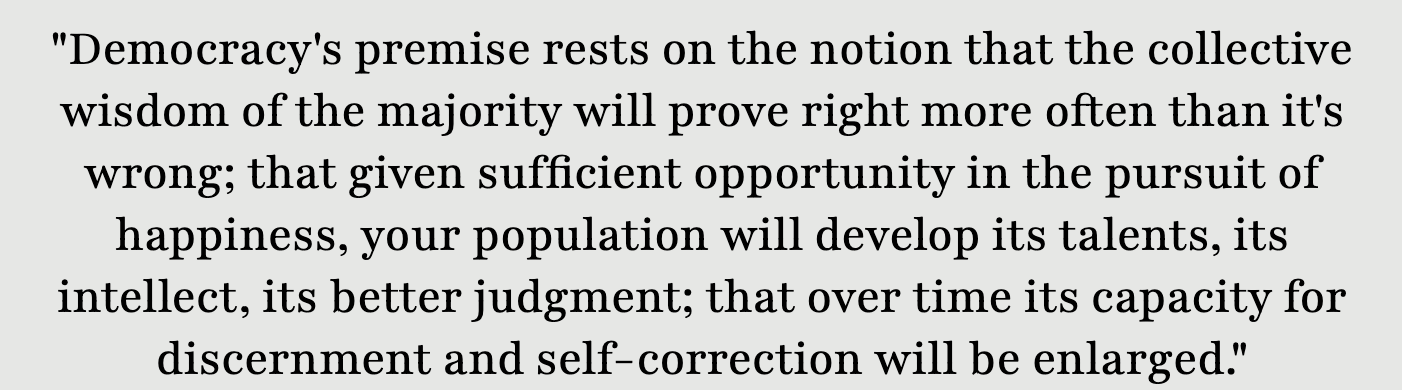 "Democracy's premise rests on the notion that the collective
wisdom of the majority will prove right more often than it's
wrong; that given sufficient opportunity in the pursuit of
happiness, your population will develop its talents, its
intellect, its better judgment; that over time its capacity for
discernment and self-correction will be enlarged."